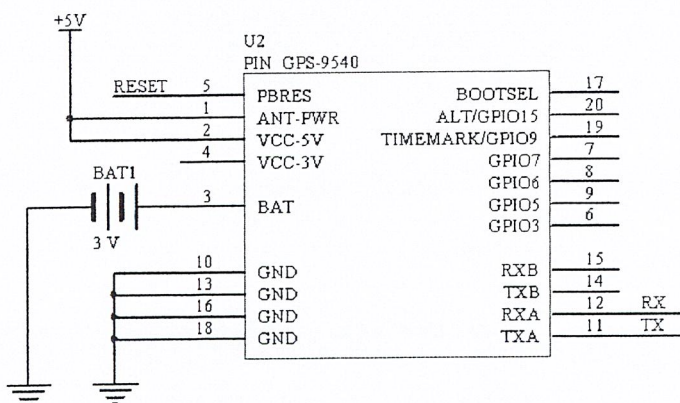 +5V
U2
PIN GPS-9540
RESET 5 PBRES
1 ANT-PWR
2 VCC-5V
4 VCC-3V
BAT1
3 BAT
3 V
10 GND
13 GND
16 GND
18 GND
BOOTSEL 17
ALT/GPIO15 20
TIMEMARK/GPIO9 19
GPIO7 7
GPIO6 8
GPIO5 9
GPIO3 6
RXB 15
TXB 14
RXA 12 RX
TXA 11 TX